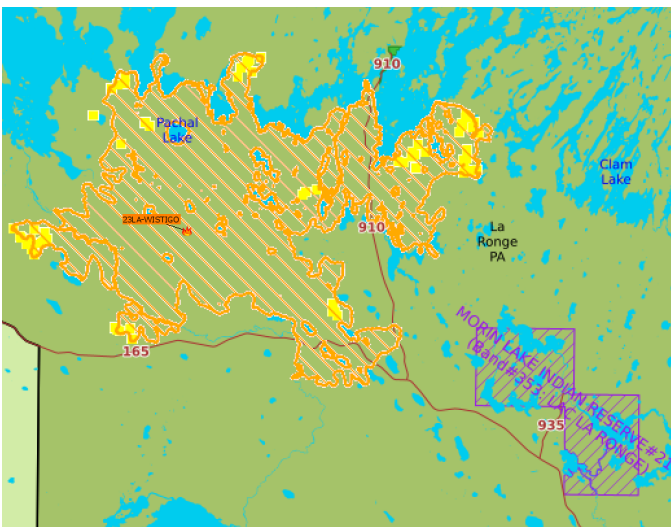 910
Pachal
Lake
Clam
Lake
23LA-WISTIGO
910
La
Ronge
PA
MORIN LAKE INDIAN RESERVE#21
(Band#353: LAC LA RONGE)
165
935